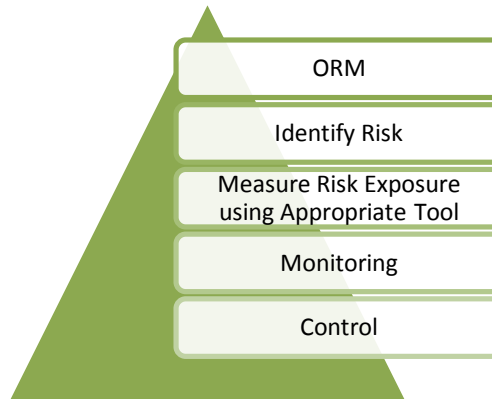 ORM
Identify Risk
Measure Risk Exposure
using Appropriate Tool
Monitoring
Control